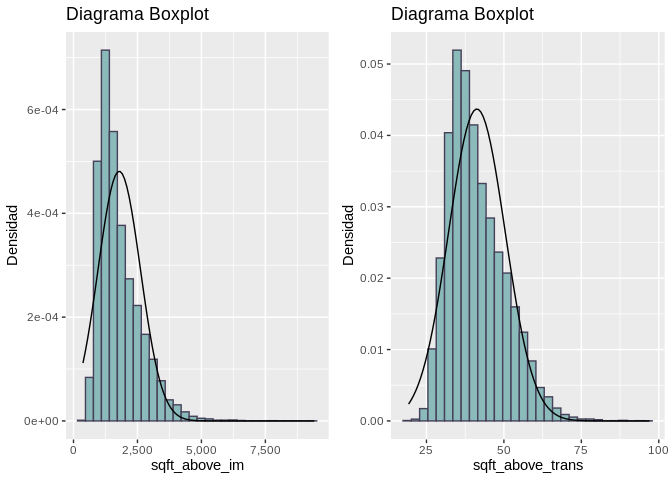 Diagrama Boxplot
Densidad
6e-04
4e-04
2e-04
0e+00
0
2,500
5,000
7,500
sqft_above_im
Diagrama Boxplot
Densidad
0.05
0.04
0.03
0.02
0.01
0.00
25
50
75
100
sqft_above_trans